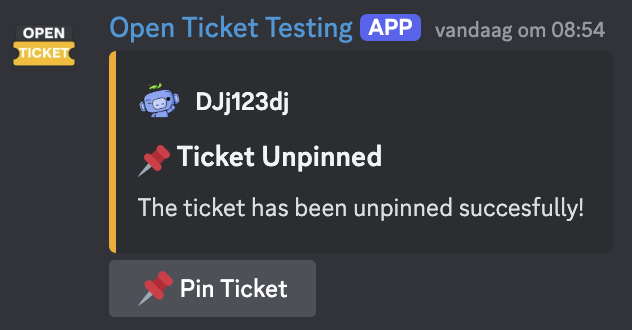 OPEN
TICKET
Open Ticket Testing APP vandaag om 08:54
DJj123dj
Ticket Unpinned
The ticket has been unpinned succesfully!
Pin Ticket